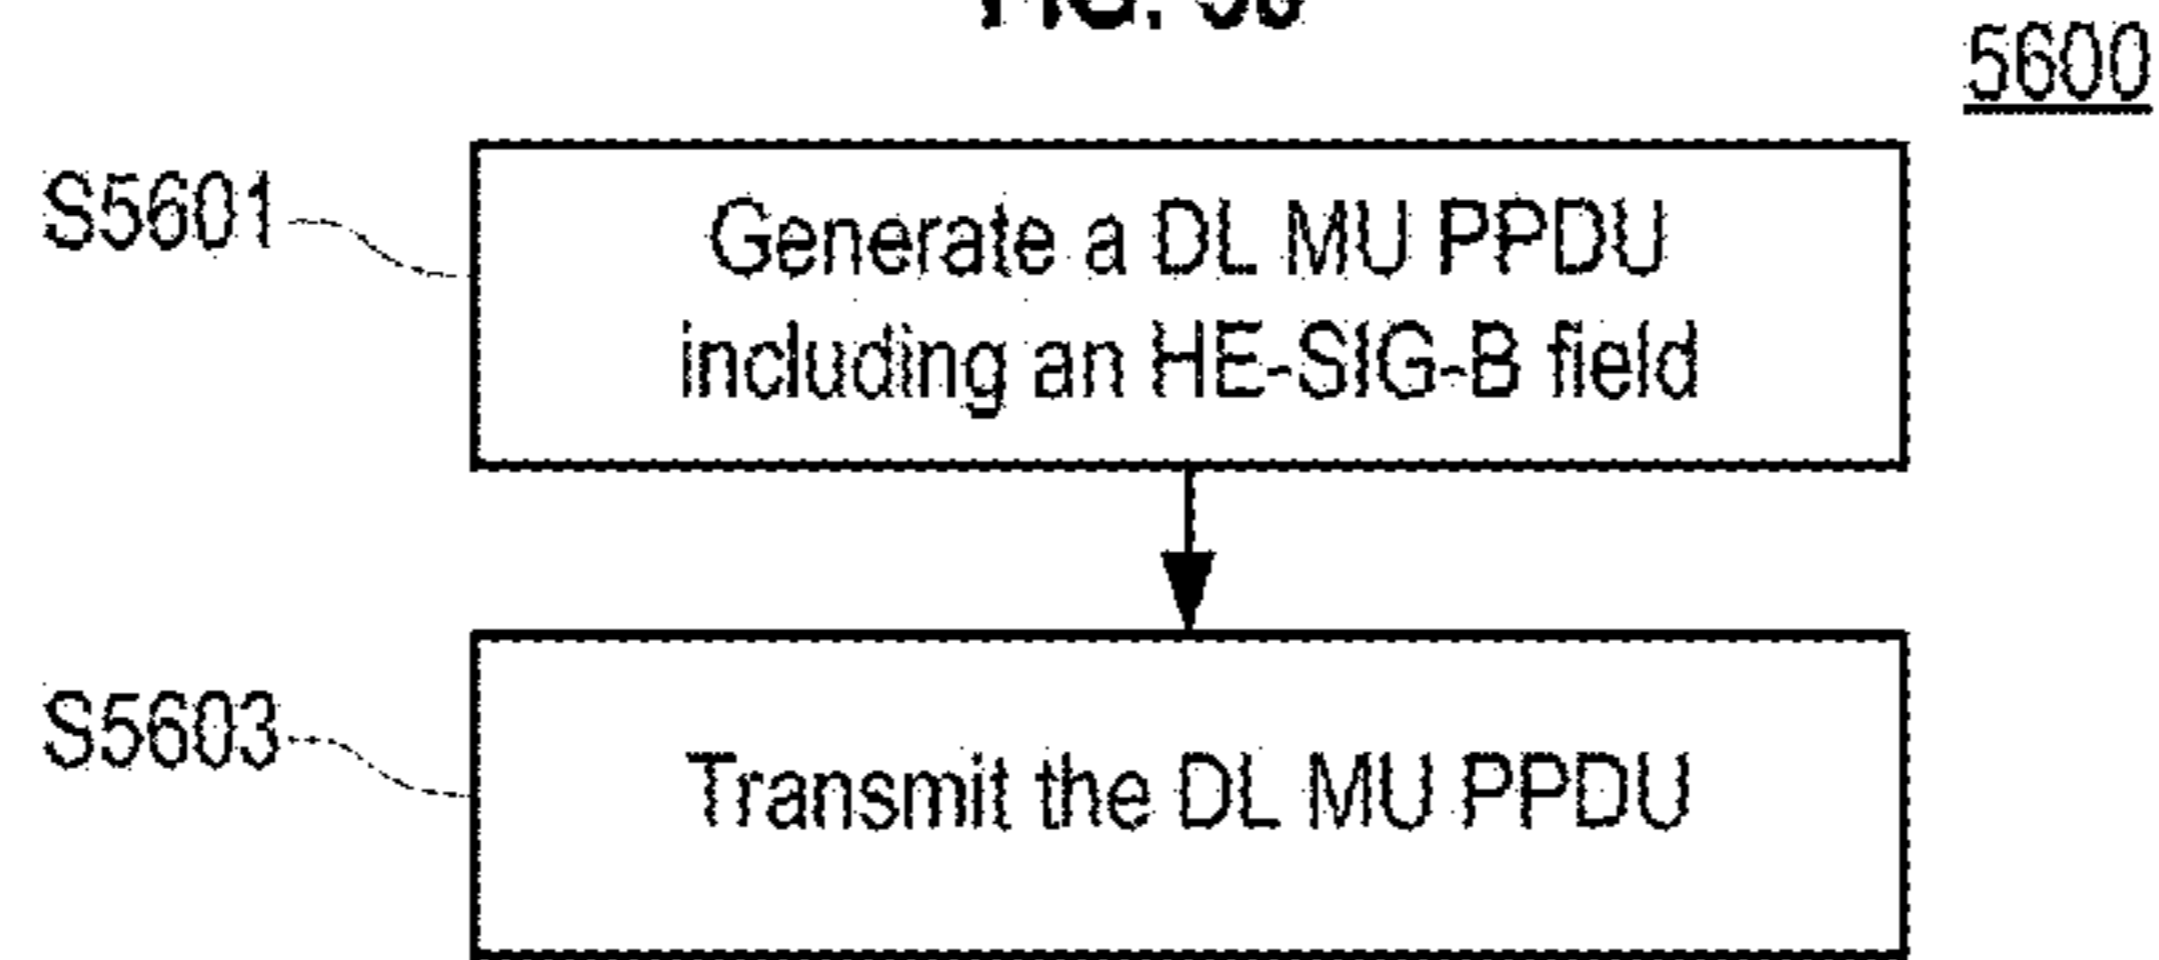 5600
S5601
Generate a DL MU PPDU
including an HE-SIG-B field
S5603
Transmit the DL MU PPDU